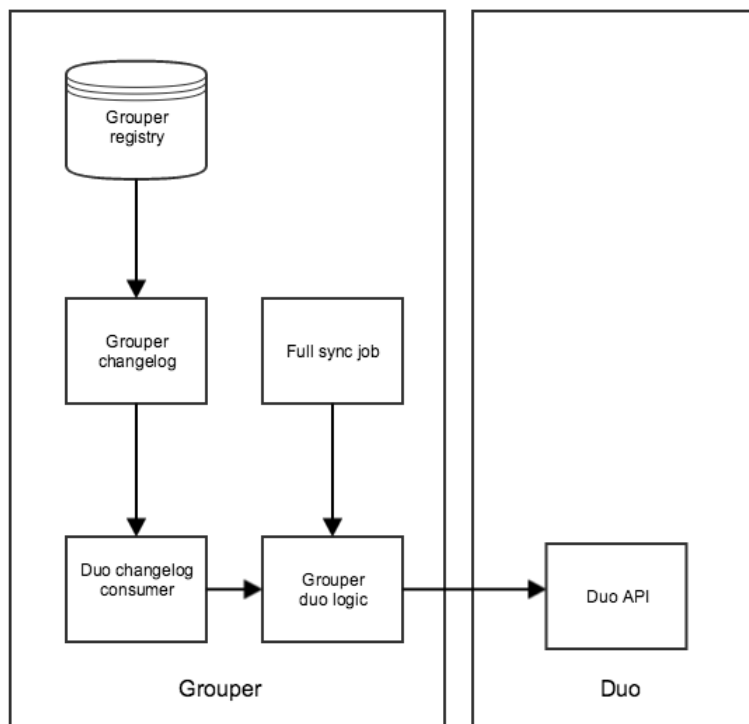 Grouper
registry
Grouper
changelog
Full sync job
Duo changelog
consumer
Grouper
duo logic
Duo API
Grouper
Duo